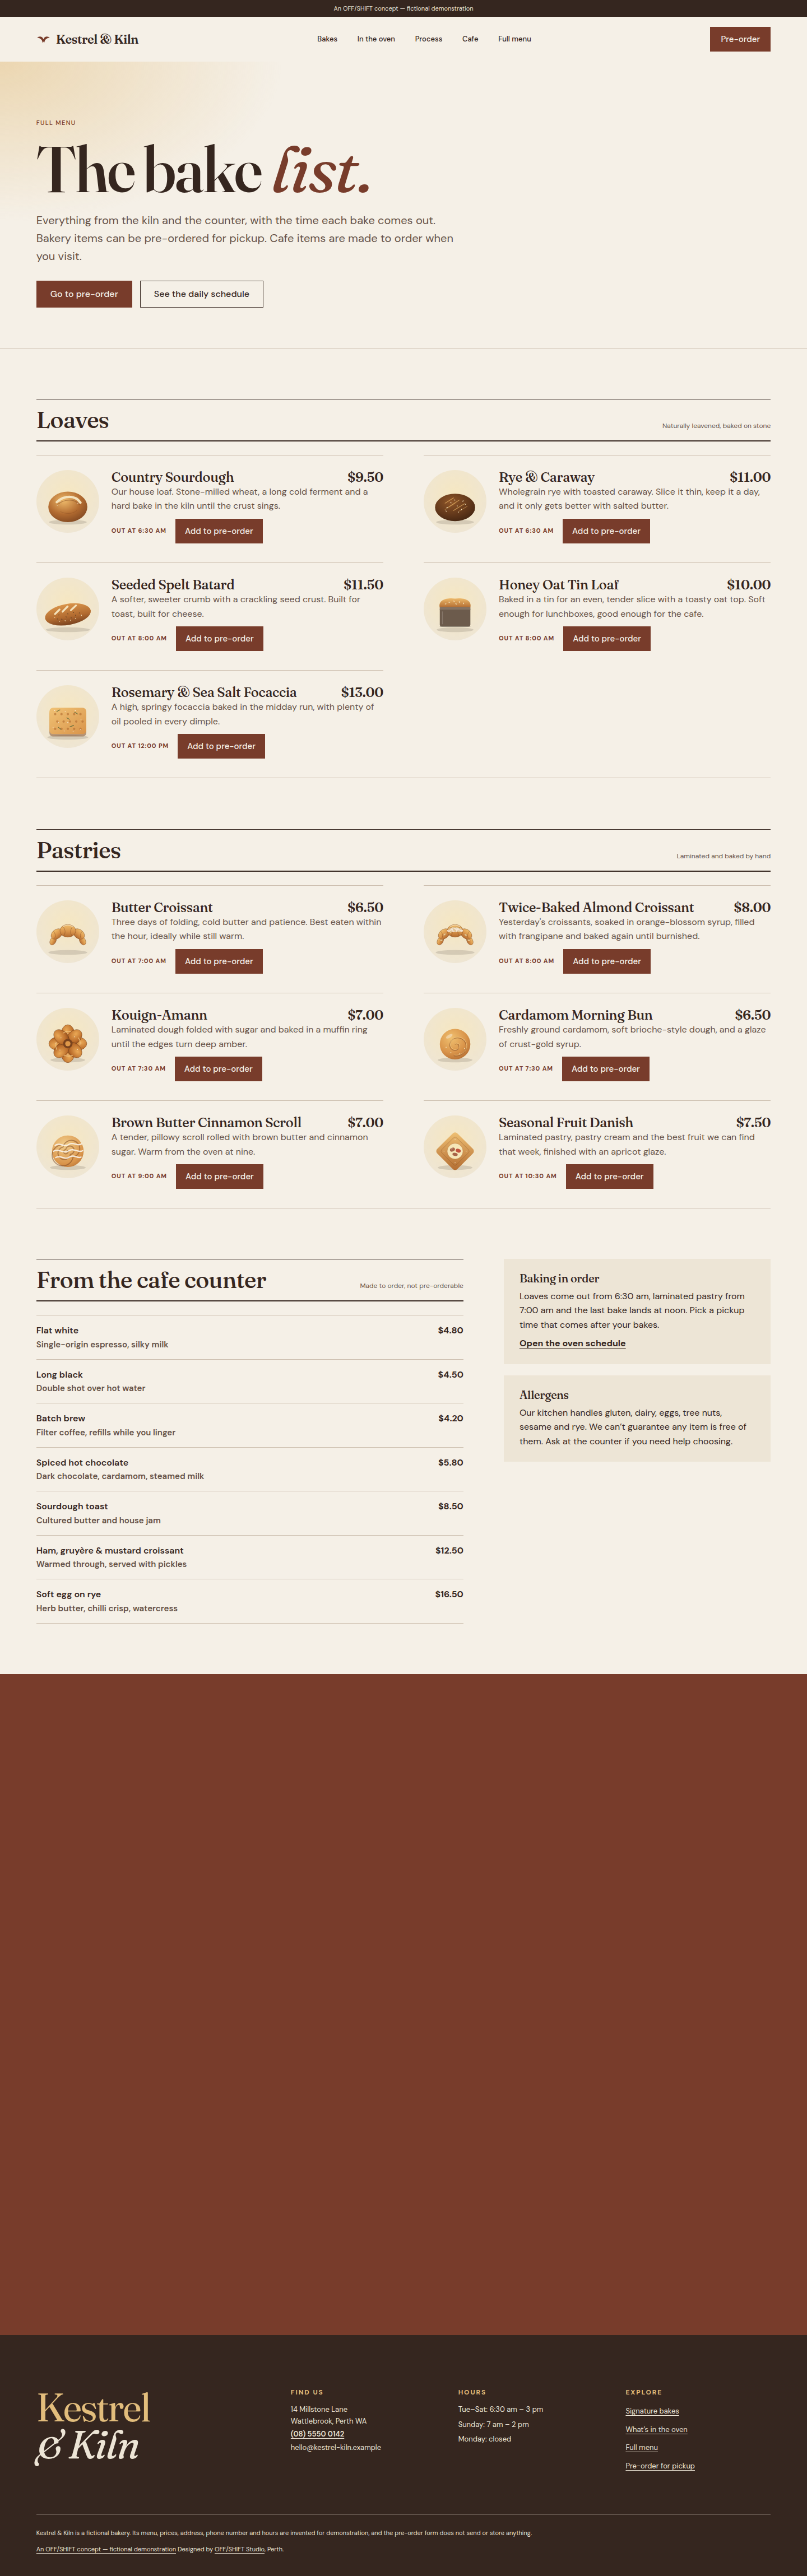 An OFF/SHIFT concept — fictional demonstration
Kestrel & Kiln
Bakes
In the oven
Process
Cafe
Full menu
Pre-order
FULL MENU
The bake list.
Everything from the kiln and the counter, with the time each bake comes out.
Bakery items can be pre-ordered for pickup. Cafe items are made to order when
you visit.
Go to pre-order
See the daily schedule
Loaves
Naturally leavened, baked on stone
Country Sourdough
$9.50
Our house loaf. Stone-milled wheat, a long cold ferment and a
hard bake in the kiln until the crust sings.
OUT AT 6:30 AM
Add to pre-order
Rye & Caraway
$11.00
Wholegrain rye with toasted caraway. Slice it thin, keep it a day,
and it only gets better with salted butter.
OUT AT 6:30 AM
Add to pre-order
Seeded Spelt Batard
$11.50
A softer, sweeter crumb with a crackling seed crust. Built for
toast, built for cheese.
OUT AT 8:00 AM
Add to pre-order
Honey Oat Tin Loaf
$10.00
Baked in a tin for an even, tender slice with a toasty oat top. Soft
enough for lunchboxes, good enough for the cafe.
OUT AT 8:00 AM
Add to pre-order
Rosemary & Sea Salt Focaccia
$13.00
A high, springy focaccia baked in the midday run, with plenty of
oil pooled in every dimple.
OUT AT 12:00 PM
Add to pre-order
Pastries
Laminated and baked by hand
Butter Croissant
$6.50
Three days of folding, cold butter and patience. Best eaten within
the hour, ideally while still warm.
OUT AT 7:00 AM
Add to pre-order
Twice-Baked Almond Croissant
$8.00
Yesterday's croissants, soaked in orange-blossom syrup, filled
with frangipane and baked again until burnished.
OUT AT 8:00 AM
Add to pre-order
Kouign-Amann
$7.00
Laminated dough folded with sugar and baked in a muffin ring
until the edges turn deep amber.
OUT AT 7:30 AM
Add to pre-order
Cardamom Morning Bun
$6.50
Freshly ground cardamom, soft brioche-style dough, and a glaze
of crust-gold syrup.
OUT AT 7:30 AM
Add to pre-order
Brown Butter Cinnamon Scroll
$7.00
A tender, pillowy scroll rolled with brown butter and cinnamon
sugar. Warm from the oven at nine.
OUT AT 9:00 AM
Add to pre-order
Seasonal Fruit Danish
$7.50
Laminated pastry, pastry cream and the best fruit we can find
that week, finished with an apricot glaze.
OUT AT 10:30 AM
Add to pre-order
From the cafe counter
Made to order, not pre-orderable
Flat white
$4.80
Single-origin espresso, silky milk
Long black
$4.50
Double shot over hot water
Batch brew
$4.20
Filter coffee, refills while you linger
Spiced hot chocolate
$5.80
Dark chocolate, cardamom, steamed milk
Sourdough toast
$8.50
Cultured butter and house jam
Ham, gruyère & mustard croissant
$12.50
Warmed through, served with pickles
Soft egg on rye
$16.50
Herb butter, chilli crisp, watercress
Baking in order
Loaves come out from 6:30 am, laminated pastry from
7:00 am and the last bake lands at noon. Pick a pickup
time that comes after your bakes.
Open the oven schedule
Allergens
Our kitchen handles gluten, dairy, eggs, tree nuts,
sesame and rye. We can't guarantee any item is free of
them. Ask at the counter if you need help choosing.
Kestrel
& Kiln
FIND US
14 Millstone Lane
Wattlebrook, Perth WA
(08) 5550 0142
hello@kestrel-kiln.example
HOURS
Tue–Sat: 6:30 am – 3 pm
Sunday: 7 am – 2 pm
Monday: closed
EXPLORE
Signature bakes
What's in the oven
Full menu
Pre-order for pickup
Kestrel & Kiln is a fictional bakery. Its menu, prices, address, phone number and hours are invented for demonstration, and the pre-order form does not send or store anything.
An OFF/SHIFT concept — fictional demonstration Designed by OFF/SHIFT Studio, Perth.